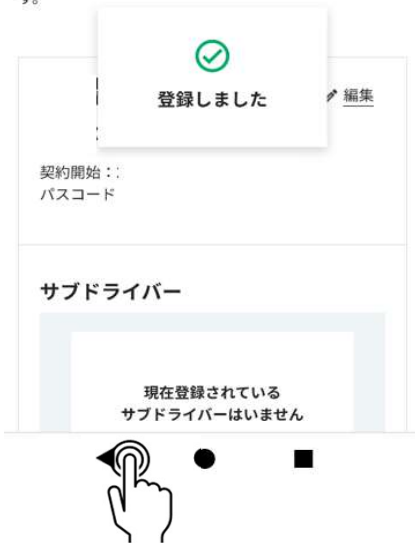 す。
登録しました
編集
契約開始：
パスコード
サブドライバー
現在登録されている
サブドライバーはいません